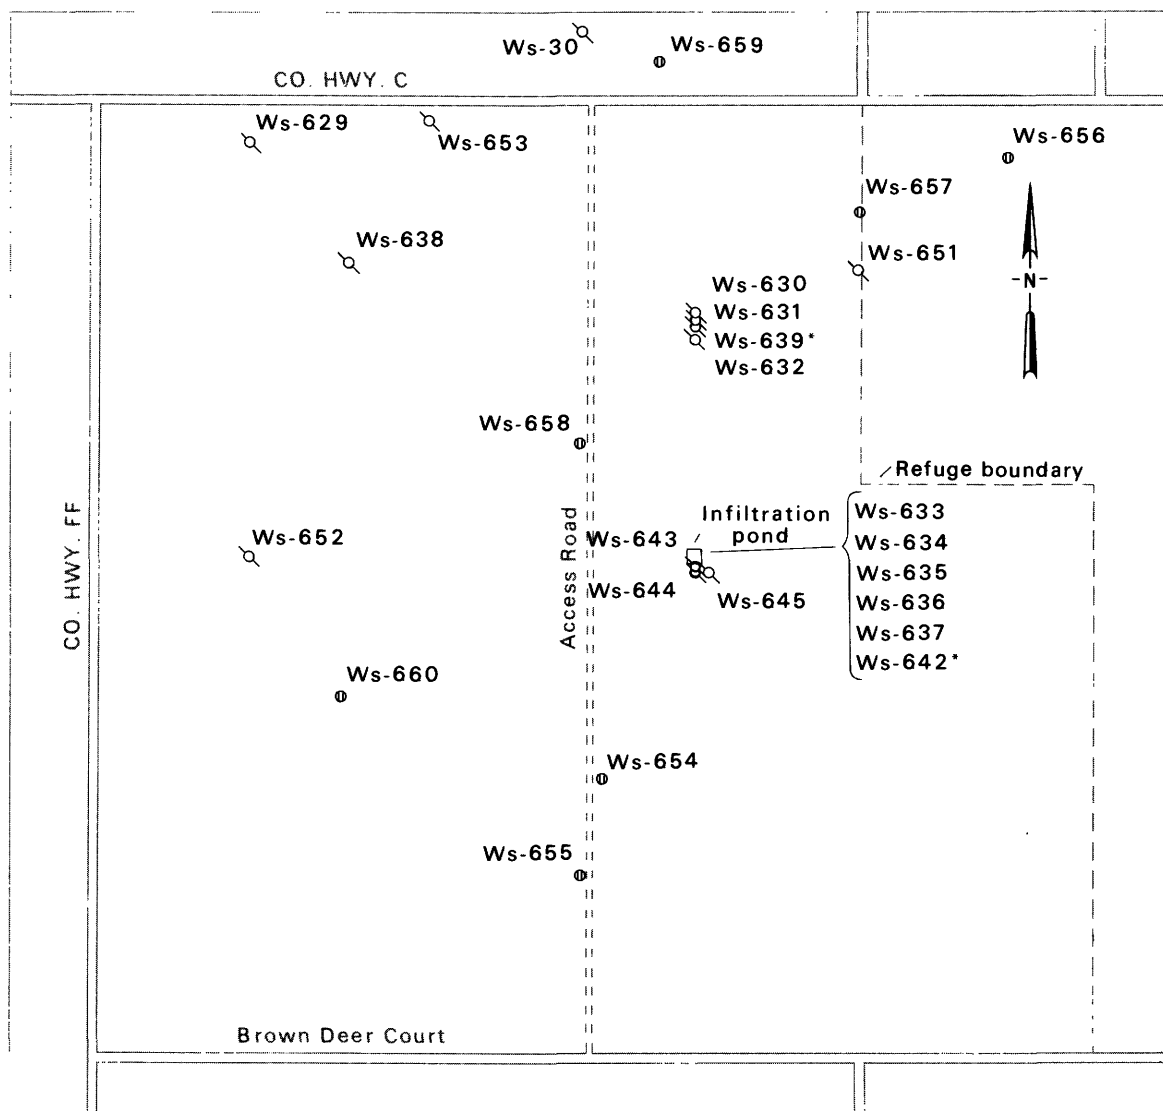 Ws-30
Ws-659
CO. HWY. C
Ws-629
Ws-653
Ws-656
Ws-657
Ws-638
Ws-651
-N-
Ws-630
Ws-631
Ws-639*
Ws-632
Ws-658
Refuge boundary
CO. HWY. FF
Access Road
Infiltration
pond
Ws-633
Ws-634
Ws-635
Ws-636
Ws-637
Ws-642*
Ws-652
Ws-643
Ws-644
Ws-645
Ws-660
Ws-654
Ws-655
Brown Deer Court